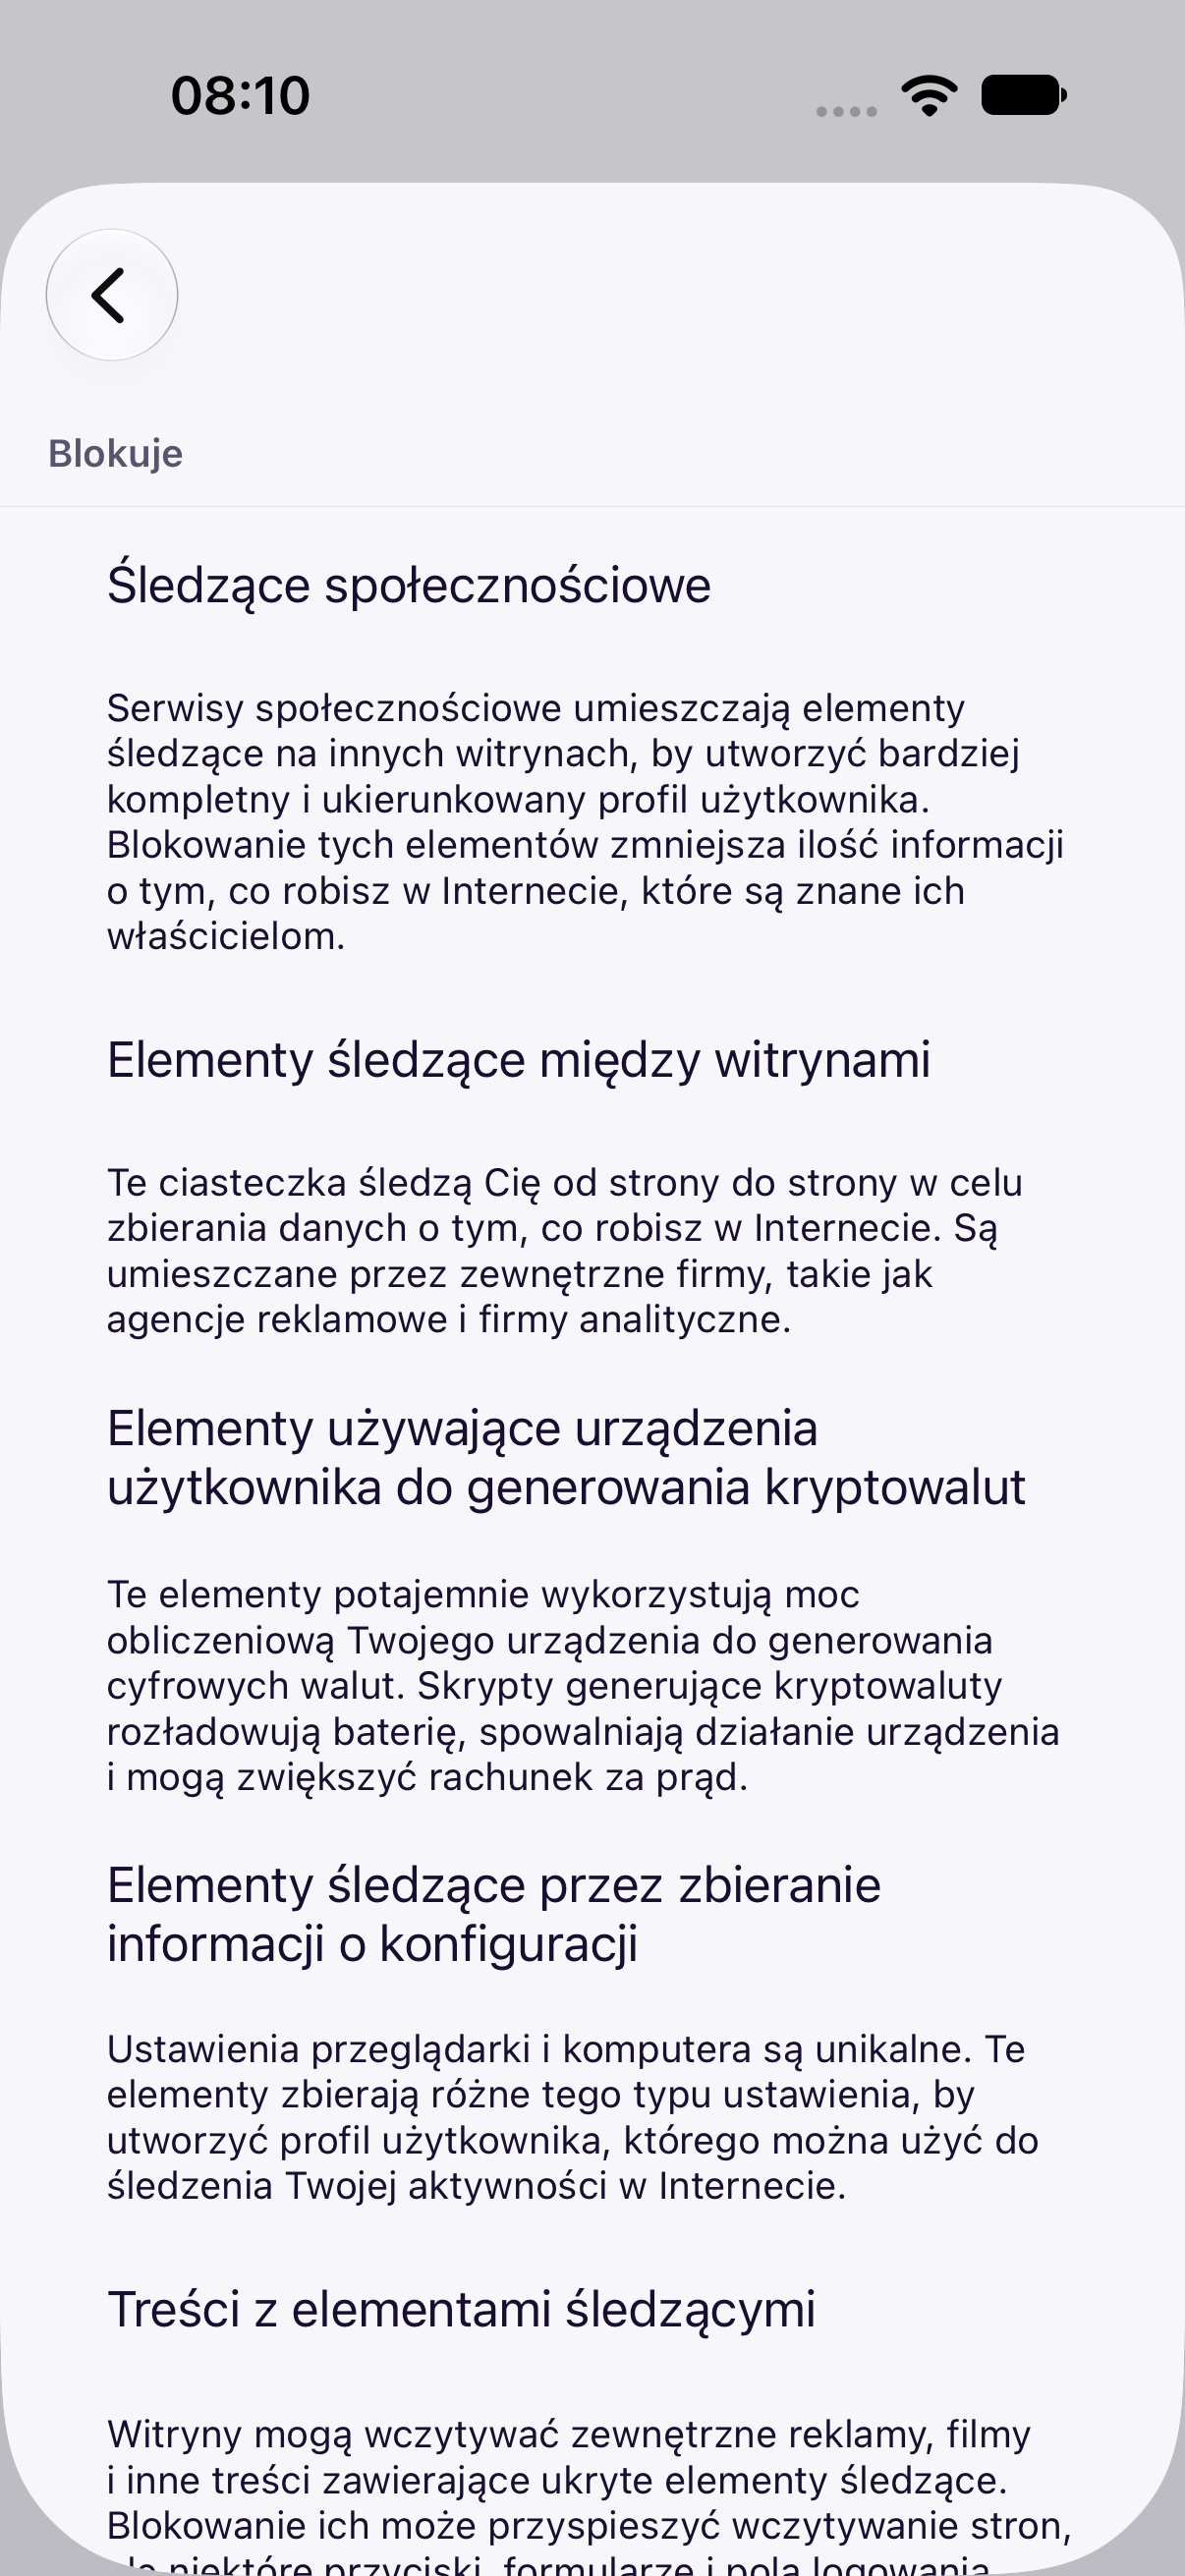 08:10
Blokuje
Śledzące społecznościowe
Serwisy społecznościowe umieszczają elementy
śledzące na innych witrynach, by utworzyć bardziej
kompletny i ukierunkowany profil użytkownika.
Blokowanie tych elementów zmniejsza ilość informacji
o tym, co robisz w Internecie, które są znane ich
właścicielom.
Elementy śledzące między witrynami
Te ciasteczka śledzą Cię od strony do strony w celu
zbierania danych o tym, co robisz w Internecie. Są
umieszczane przez zewnętrzne firmy, takie jak
agencje reklamowe i firmy analityczne.
Elementy używające urządzenia
użytkownika do generowania kryptowalut
Te elementy potajemnie wykorzystują moc
obliczeniową Twojego urządzenia do generowania
cyfrowych walut. Skrypty generujące kryptowaluty
rozładowują baterię, spowalniają działanie urządzenia
i mogą zwiększyć rachunek za prąd.
Elementy śledzące przez zbieranie
informacji o konfiguracji
Ustawienia przeglądarki i komputera są unikalne. Te
elementy zbierają różne tego typu ustawienia, by
utworzyć profil użytkownika, którego można użyć do
śledzenia Twojej aktywności w Internecie.
Treści z elementami śledzącymi
Witryny mogą wczytywać zewnętrzne reklamy, filmy
i inne treści zawierające ukryte elementy śledzące.
Blokowanie ich może przyspieszyć wczytywanie stron,
niektóre przyciski, formularze i pola logowania